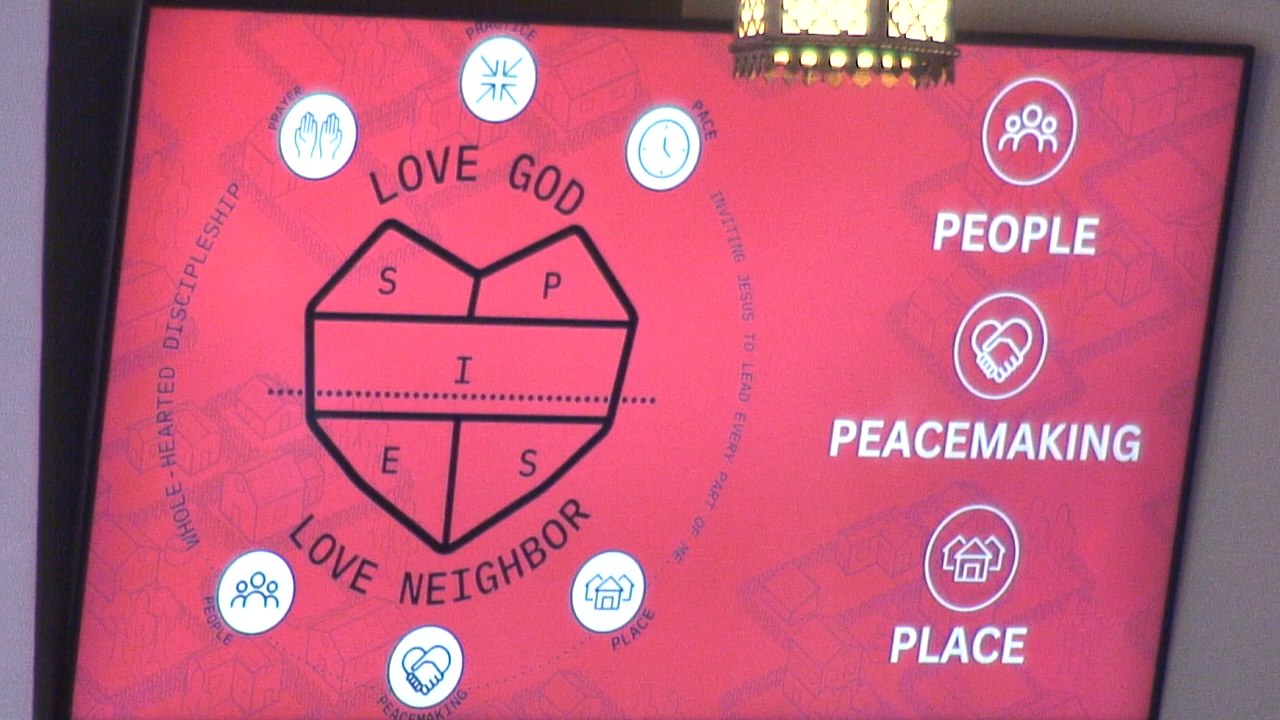 PRACTICE
PRAYER
PACE
LOVE GOD
WHOLE-HEARTED DISCIPLESHIP
INVITING JESUS TO LEAD EVERY PART OF ME
S
P
I
E
S
LOVE NEIGHBOR
PEOPLE
PLACE
PEACEMAKING
PEOPLE
PEACEMAKING
PLACE